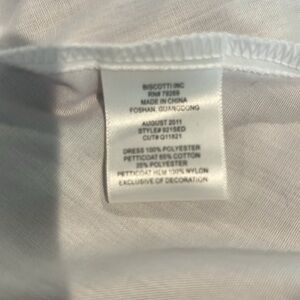 BISCOTTI INC
RN# 79269
MADE IN CHINA
FOSHAN, GUANGDONG
AUGUST 2011
STYLE# 921SED
CUT# Q11821
DRESS 100% POLYESTER
PETTICOAT 65% COTTON
35% POLYESTER
PETTICOAT HEM 100% NYLON
EXCLUSIVE OF DECORATION